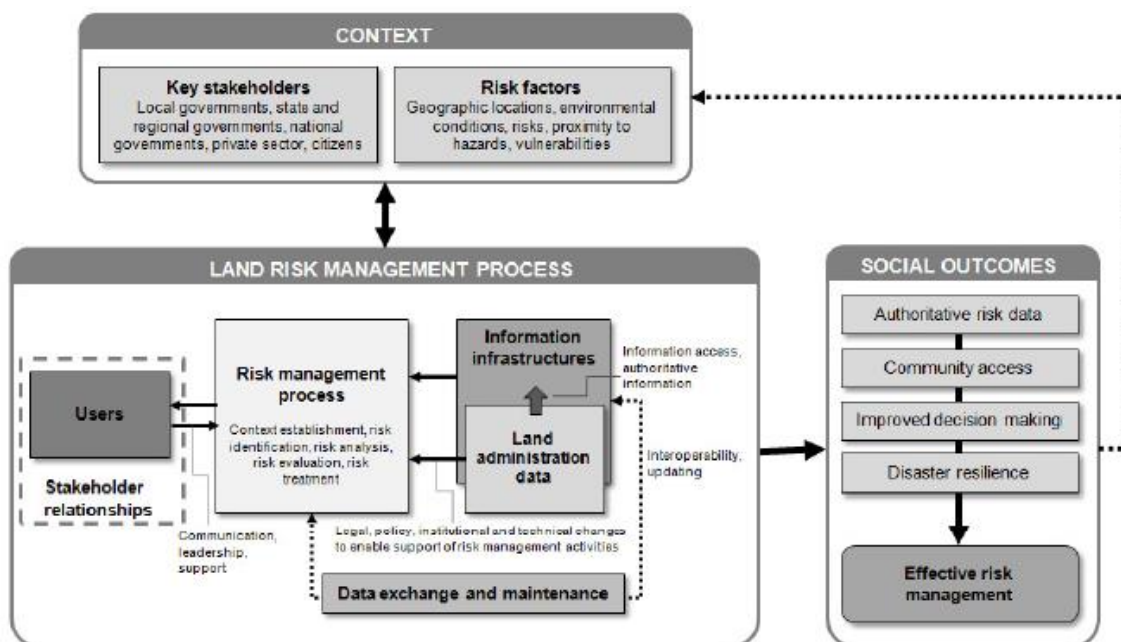 CONTEXT
Key stakeholders
Local governments, state and
regional governments, national
governments, private sector, citizens
Risk factors
Geographic locations, environmental
conditions, risks, proximity to
hazards, vulnerabilities
LAND RISK MANAGEMENT PROCESS
Users
Stakeholder
relationships
Communication,
leadership,
support
Risk management
process
Context establishment, risk
identification, risk analysis,
risk evaluation, risk
treatment
Information
infrastructures
Land
administration
data
Information access,
authoritative
information
Interoperability,
updating
Legal, policy, institutional and technical changes
to enable support of risk management activities
Data exchange and maintenance
SOCIAL OUTCOMES
Authoritative risk data
Community access
Improved decision making
Disaster resilience
Effective risk
management